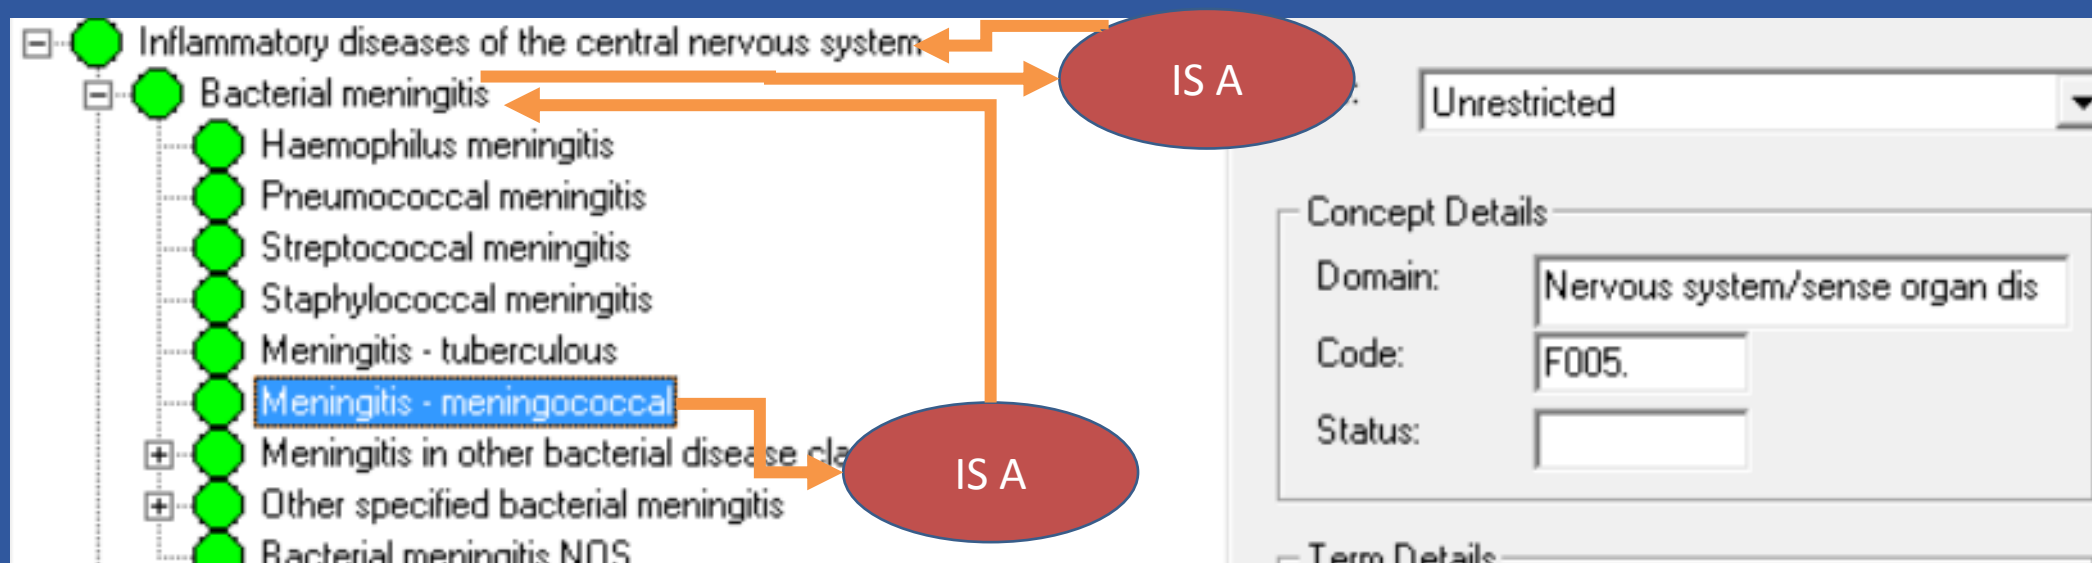 Inflammatory diseases of the central nervous system
IS A
Bacterial meningitis
Unrestricted
Haemophilus meningitis
Pneumococcal meningitis
Concept Details
Streptococcal meningitis
Domain:
Nervous system/sense organ dis
Staphylococcal meningitis
Meningitis - tuberculous
Code:
F005.
Meningitis - meningococcal
Status:
Meningitis in other bacterial disease cla
IS A
Other specified bacterial meningitis
Bacterial meningitis NOS
Term Details